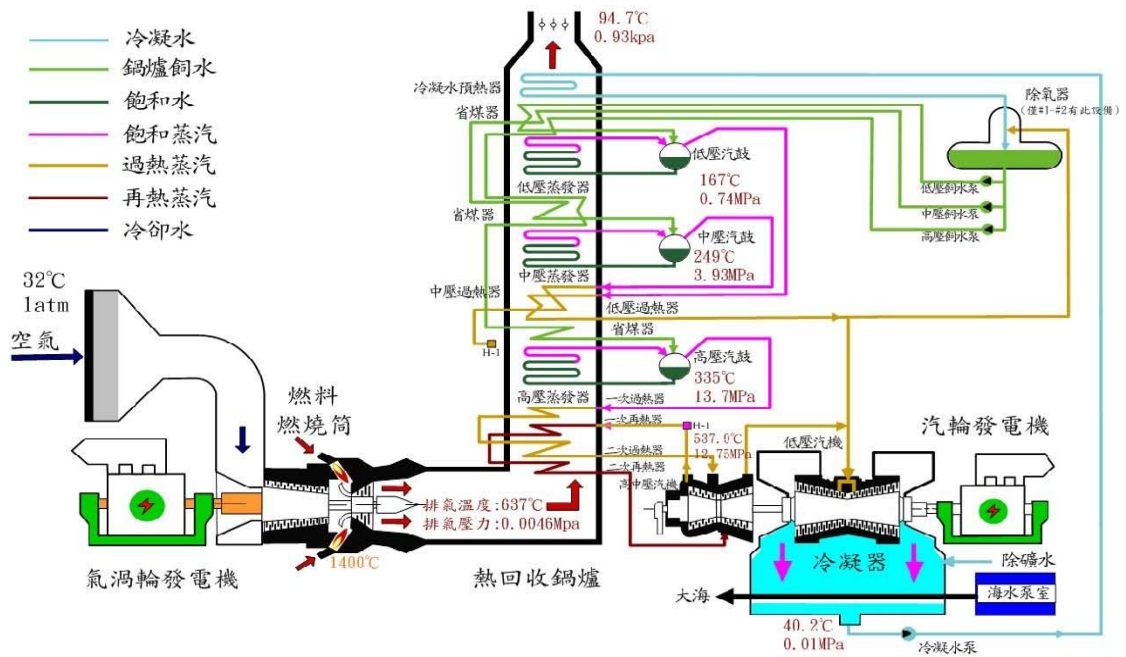 冷凝水
鍋爐飼水
飽和水
飽和蒸汽
過熱蒸汽
再熱蒸汽
冷卻水
94.7℃
0.93kpa
冷凝水預熱器
省煤器
除氧器
(僅#1-#2有此設備)
低壓汽鼓
低壓蒸發器
167℃
0.74MPa
低壓飼水泵
中壓飼水泵
高壓飼水泵
省煤器
中壓汽鼓
249℃
3.93MPa
中壓蒸發器
中壓過熱器
低壓過熱器
省煤器
H-1
高壓汽鼓
335℃
13.7MPa
高壓蒸發器
一次過熱器
一次再熱器
H-1
537.9℃
12.75MPa
二次過熱器
二次再熱器
高中壓汽機
低壓汽機
汽輪發電機
32℃
1atm
空氣
燃料
燃燒筒
排氣溫度:637℃
排氣壓力:0.0046Mpa
1400℃
氣渦輪發電機
熱回收鍋爐
冷凝器
除礦水
大海
海水泵室
40.2℃
0.01MPa
冷凝水泵